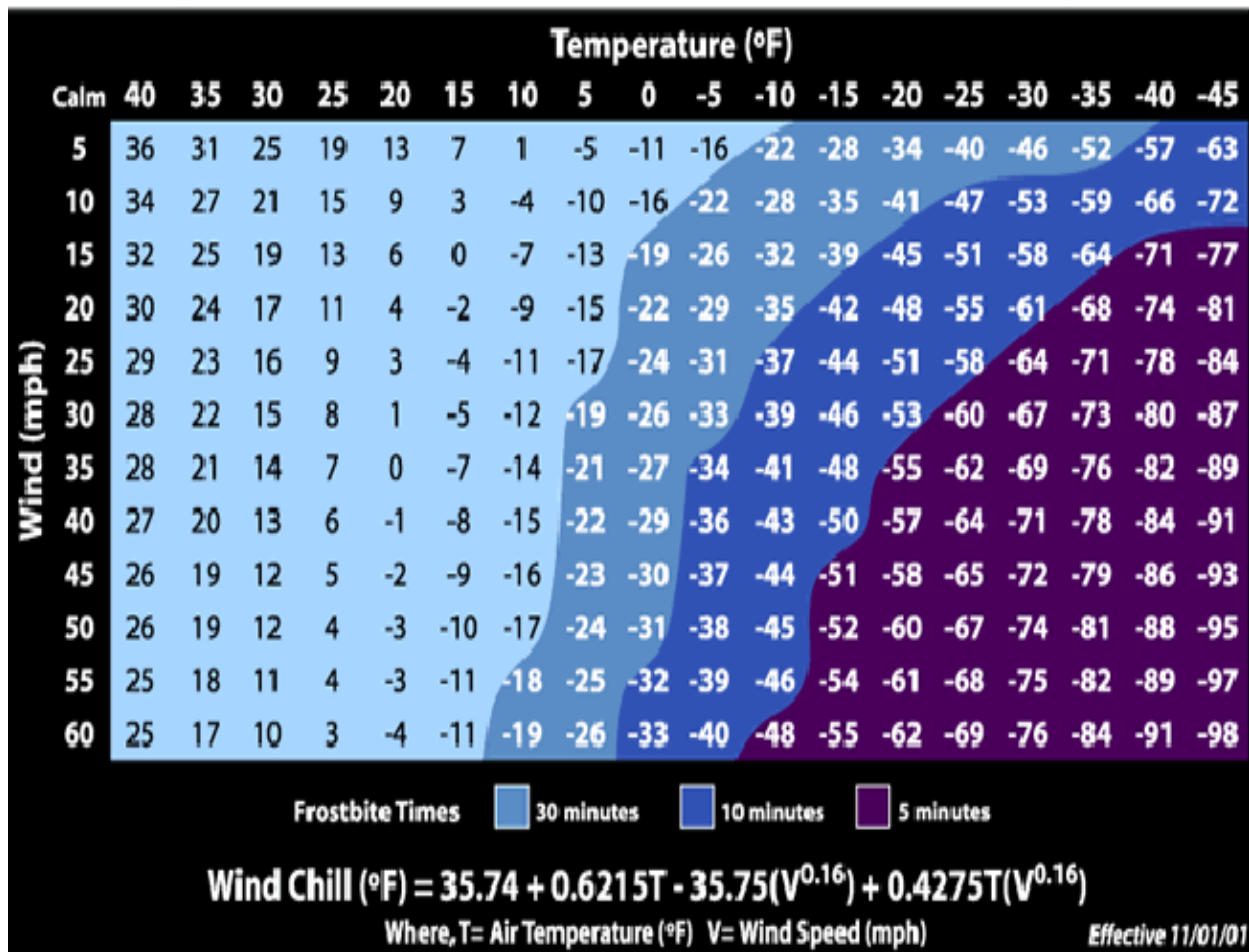 Temperature (ºF)
Calm 40 35 30 25 20 15 10 5 0 -5 -10 -15 -20 -25 -30 -35 -40 -45
5 36 31 25 19 13 7 1 -5 -11 -16 -22 -28 -34 -40 -46 -52 -57 -63
10 34 27 21 15 9 3 -4 -10 -16 -22 -28 -35 -41 -47 -53 -59 -66 -72
15 32 25 19 13 6 0 -7 -13 -19 -26 -32 -39 -45 -51 -58 -64 -71 -77
20 30 24 17 11 4 -2 -9 -15 -22 -29 -35 -42 -48 -55 -61 -68 -74 -81
25 29 23 16 9 3 -4 -11 -17 -24 -31 -37 -44 -51 -58 -64 -71 -78 -84
30 28 22 15 8 1 -5 -12 -19 -26 -33 -39 -46 -53 -60 -67 -73 -80 -87
35 28 21 14 7 0 -7 -14 -21 -27 -34 -41 -48 -55 -62 -69 -76 -82 -89
40 27 20 13 6 -1 -8 -15 -22 -29 -36 -43 -50 -57 -64 -71 -78 -84 -91
45 26 19 12 5 -2 -9 -16 -23 -30 -37 -44 -51 -58 -65 -72 -79 -86 -93
50 26 19 12 4 -3 -10 -17 -24 -31 -38 -45 -52 -60 -67 -74 -81 -88 -95
55 25 18 11 4 -3 -11 -18 -25 -32 -39 -46 -54 -61 -68 -75 -82 -89 -97
60 25 17 10 3 -4 -11 -19 -26 -33 -40 -48 -55 -62 -69 -76 -84 -91 -98
Wind (mph)
Frostbite Times 30 minutes 10 minutes 5 minutes
Wind Chill (ºF) = 35.74 + 0.6215T - 35.75(V^0.16) + 0.4275T(V^0.16)
Where, T= Air Temperature (ºF) V= Wind Speed (mph) Effective 11/01/01